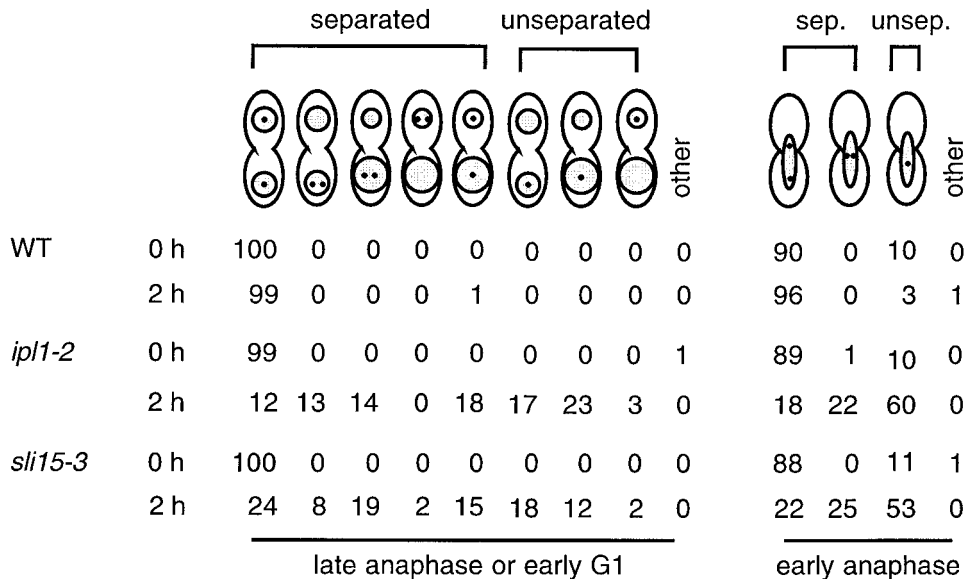 separated unseparated sep. unsep.
other other
WT 0 h 100 0 0 0 0 0 0 0 0 90 0 10 0
2 h 99 0 0 0 1 0 0 0 0 96 0 3 1
ipl1-2 0 h 99 0 0 0 0 0 0 0 1 89 1 10 0
2 h 12 13 14 0 18 17 23 3 0 18 22 60 0
sli15-3 0 h 100 0 0 0 0 0 0 0 0 88 0 11 1
2 h 24 8 19 2 15 18 12 2 0 22 25 53 0
late anaphase or early G1 early anaphase